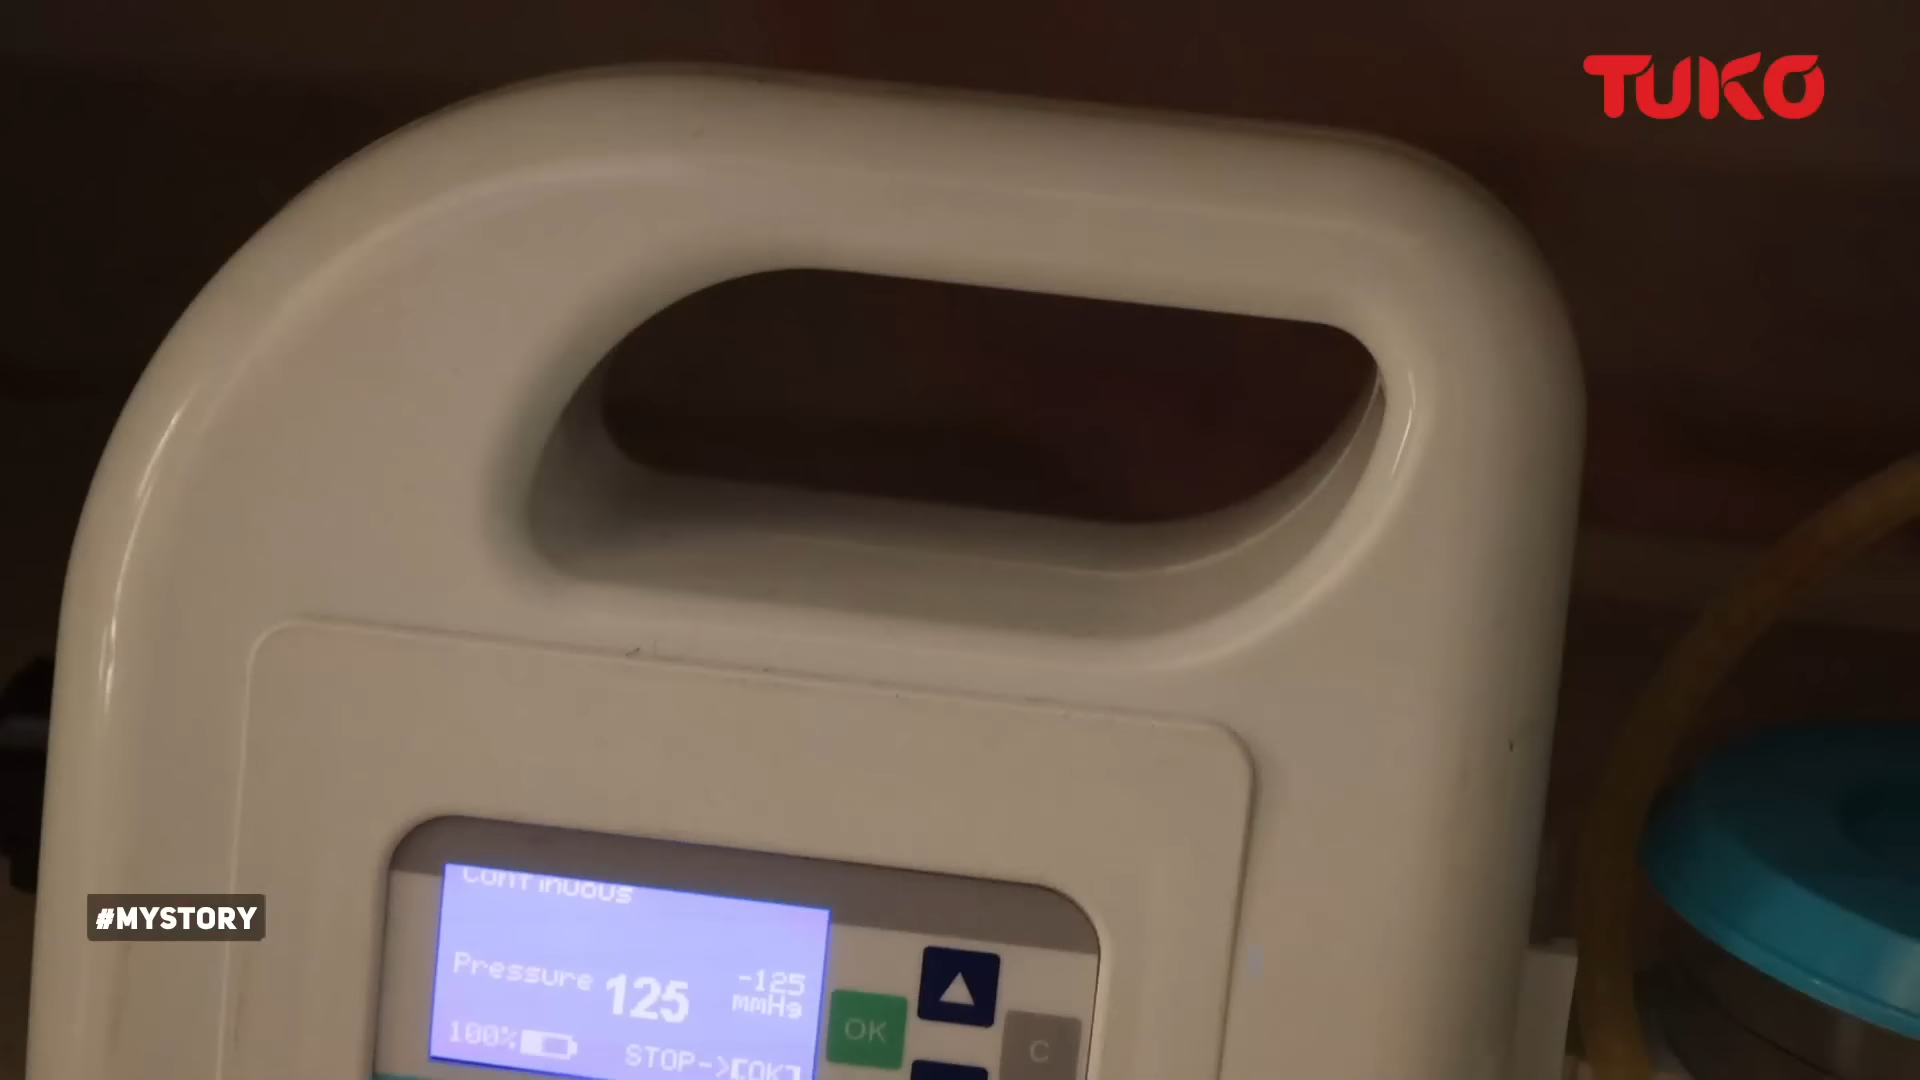 TUKO
Continuous
Pressure 125 -125
mmHg
100% STOP->[OK]
OK
C
#MYSTORY